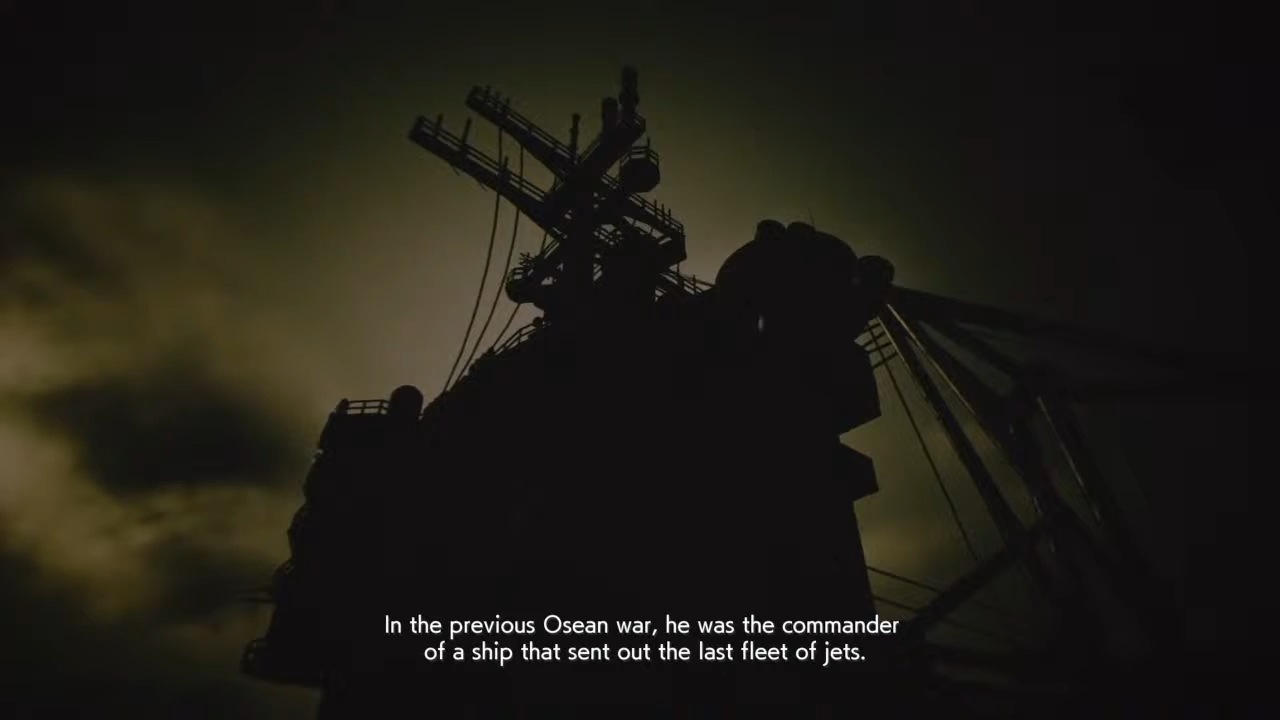 In the previous Osean war, he was the commander
of a ship that sent out the last fleet of jets.